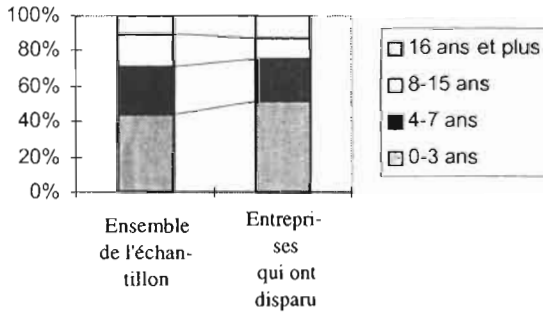 100%
80%
60%
40%
20%
0%
Ensemble
de l'échan-
tillon
Entrepri-
ses
qui ont
disparu
16 ans et plus
8-15 ans
4-7 ans
0-3 ans